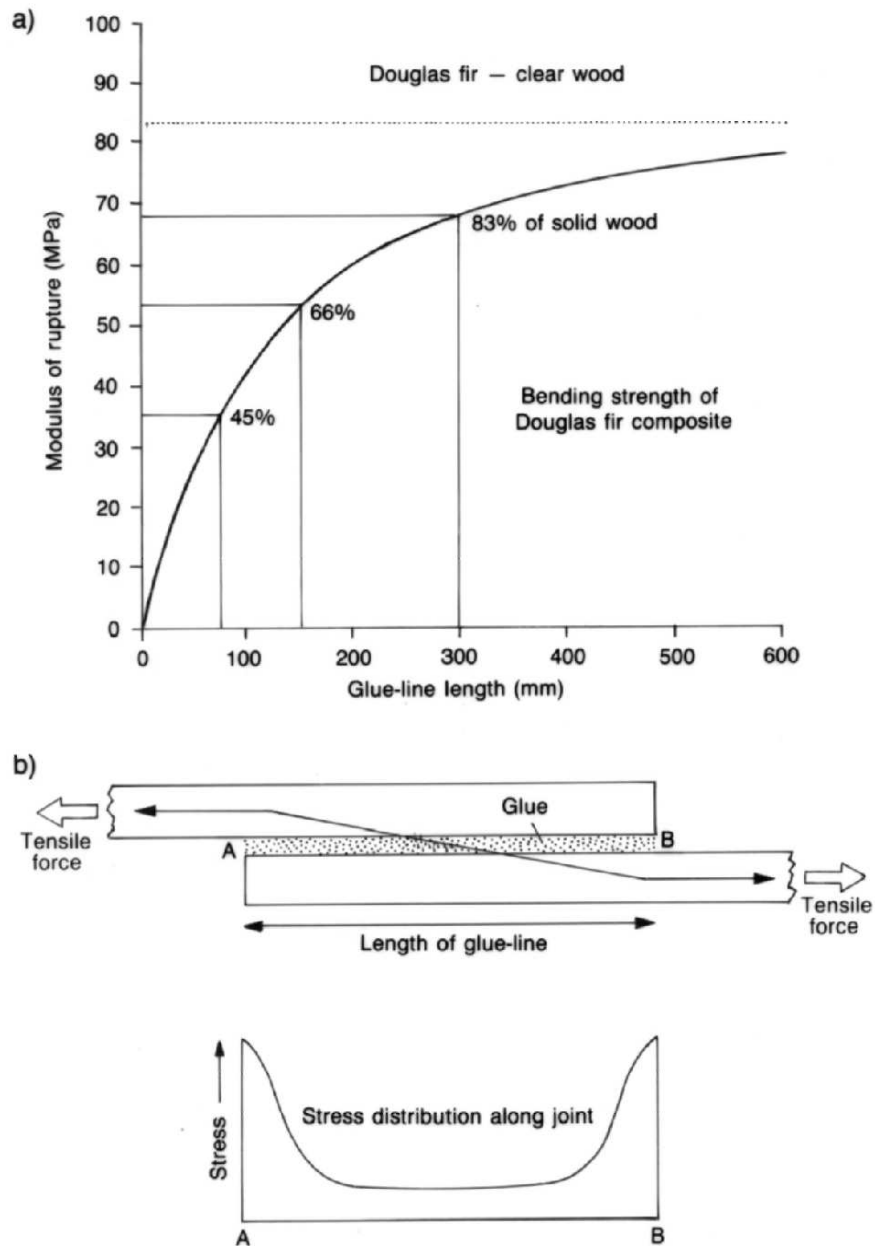 a)
100
90
80
70
60
50
40
30
20
10
0
Modulus of rupture (MPa)
Douglas fir – clear wood
83% of solid wood
66%
45%
Bending strength of
Douglas fir composite
0
100
200
300
400
500
600
Glue-line length (mm)
b)
Glue
A
B
Tensile
force
Tensile
force
Length of glue-line
Stress
Stress distribution along joint
A
B